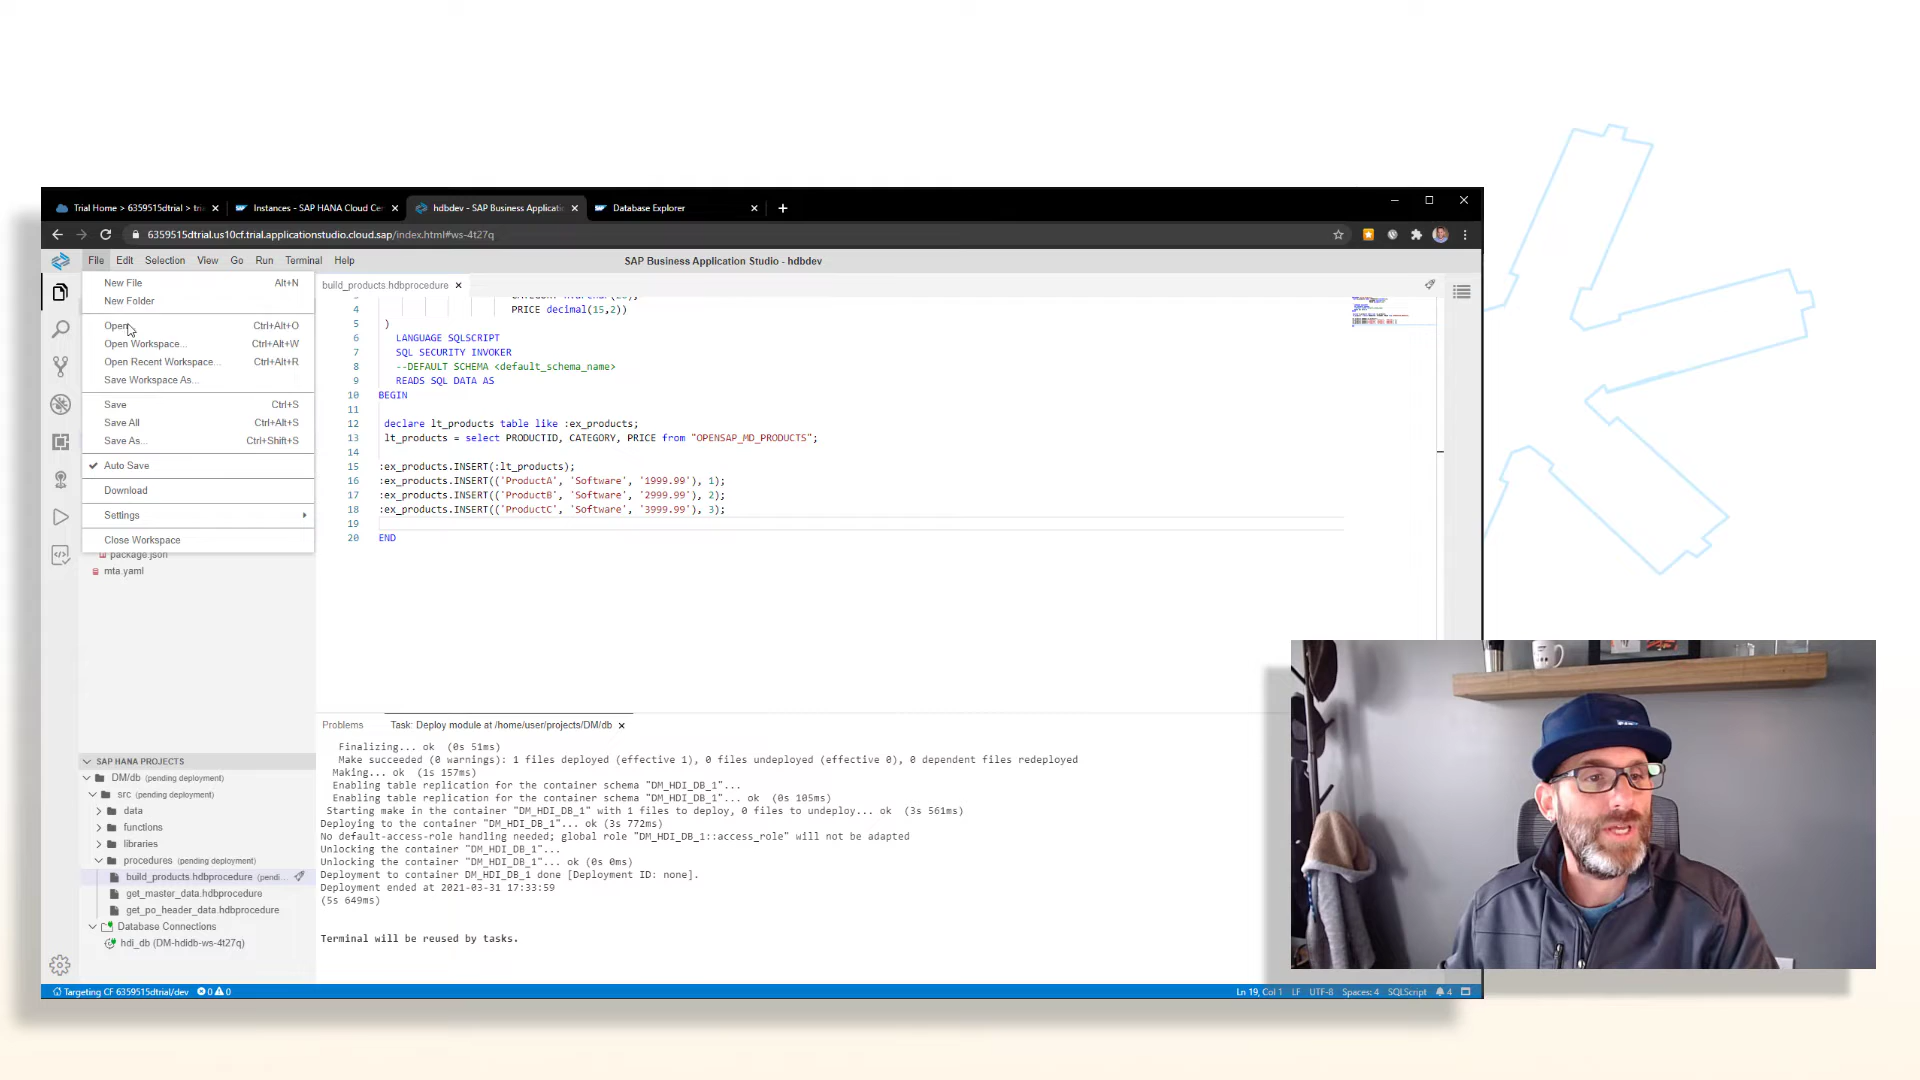 Trial Home > 6359515dtrial > tri
Instances - SAP HANA Cloud Ce
hdbdev - SAP Business Applicati
Database Explorer
6359515dtrial.us10cf.trial.applicationstudio.cloud.sap/index.html#ws-4t27q
File Edit Selection View Go Run Terminal Help
SAP Business Application Studio - hdbdev
New File Alt+N
New Folder
Open... Ctrl+Alt+O
Open Workspace... Ctrl+Alt+W
Open Recent Workspace... Ctrl+Alt+R
Save Workspace As...
Save Ctrl+S
Save All Ctrl+Alt+S
Save As... Ctrl+Shift+S
Auto Save
Download
Settings
Close Workspace
package.json
mta.yaml
build_products.hdbprocedure
4 PRICE decimal(15,2))
5 )
6 LANGUAGE SQLSCRIPT
7 SQL SECURITY INVOKER
8 --DEFAULT SCHEMA <default_schema_name>
9 READS SQL DATA AS
10 BEGIN
11
12 declare lt_products table like :ex_products;
13 lt_products = select PRODUCTID, CATEGORY, PRICE from "OPENSAP_MD_PRODUCTS";
14
15 :ex_products.INSERT(:lt_products);
16 :ex_products.INSERT(('ProductA', 'Software', '1999.99'), 1);
17 :ex_products.INSERT(('ProductB', 'Software', '2999.99'), 2);
18 :ex_products.INSERT(('ProductC', 'Software', '3999.99'), 3);
19
20 END
SAP HANA PROJECTS
DM/db (pending deployment)
src (pending deployment)
data
functions
libraries
procedures (pending deployment)
build_products.hdbprocedure (pendi...
get_master_data.hdbprocedure
get_po_header_data.hdbprocedure
Database Connections
hdi_db (DM-hdidb-ws-4t27q)
Problems Task: Deploy module at /home/user/projects/DM/db
Finalizing... ok (0s 51ms)
Make succeeded (0 warnings): 1 files deployed (effective 1), 0 files undeployed (effective 0), 0 dependent files redeployed
Making... ok (1s 157ms)
Enabling table replication for the container schema "DM_HDI_DB_1"...
Enabling table replication for the container schema "DM_HDI_DB_1"... ok (0s 105ms)
Starting make in the container "DM_HDI_DB_1" with 1 files to deploy, 0 files to undeploy... ok (3s 561ms)
Deploying to the container "DM_HDI_DB_1"... ok (3s 772ms)
No default-access-role handling needed; global role "DM_HDI_DB_1::access_role" will not be adapted
Unlocking the container "DM_HDI_DB_1"...
Unlocking the container "DM_HDI_DB_1"... ok (0s 0ms)
Deployment to container DM_HDI_DB_1 done [Deployment ID: none].
Deployment ended at 2021-03-31 17:33:59
(5s 649ms)
Terminal will be reused by tasks.
Targeting CF 6359515dtrial/dev 0 0
Ln 19, Col 1 LF UTF-8 Spaces: 4 SQLScript 4